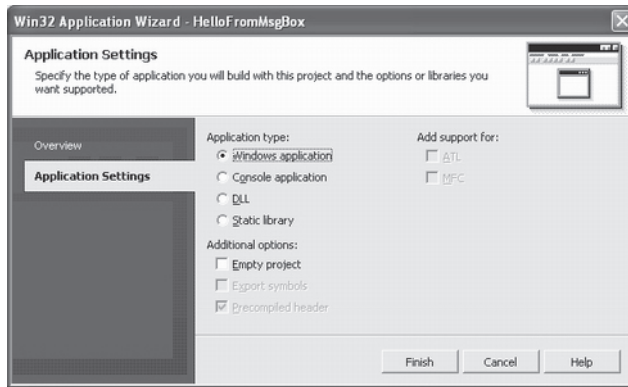 Win32 Application Wizard - HelloFromMsgBox
Application Settings
Specify the type of application you will build with this project and the options or libraries you
want supported.
Overview
Application Settings
Application type:
Windows application
Console application
DLL
Static library
Additional options:
Empty project
Export symbols
Precompiled header
Add support for:
ATL
MFC
Finish
Cancel
Help